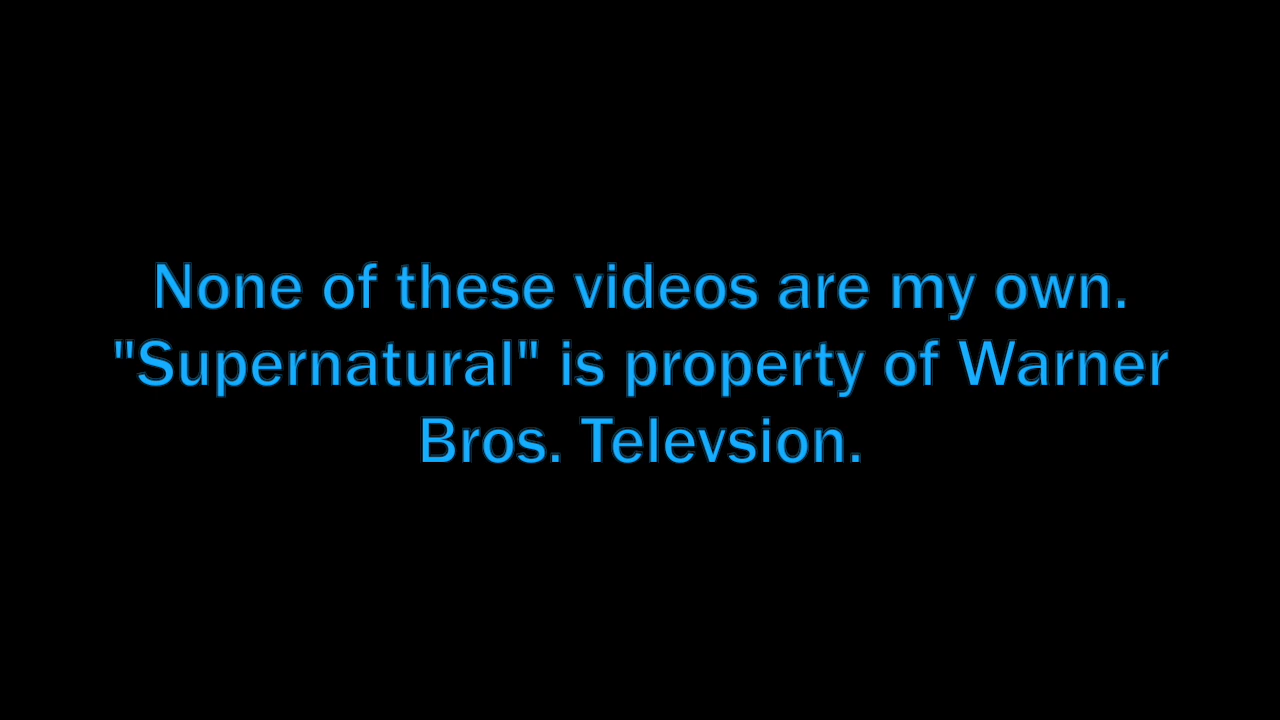 None of these videos are my own.
"Supernatural" is property of Warner
Bros. Televsion.